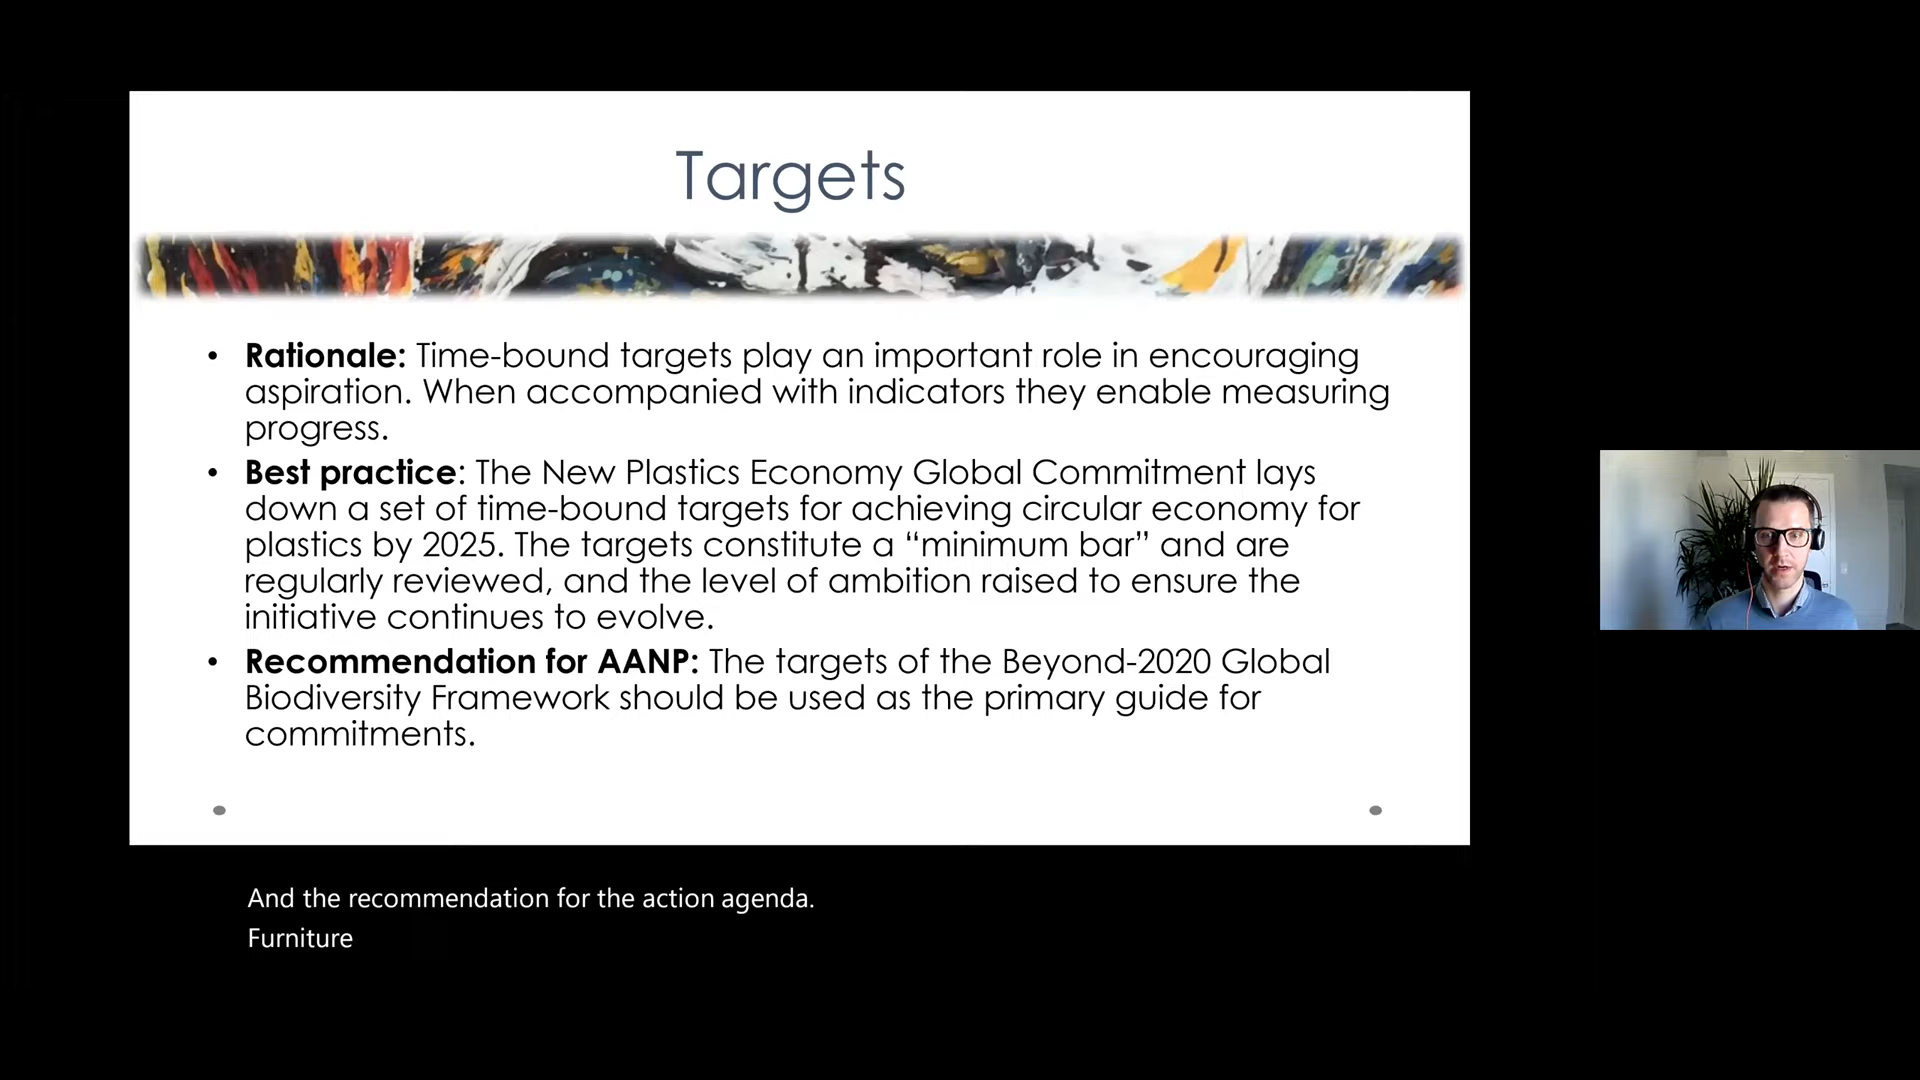 Targets
• Rationale: Time-bound targets play an important role in encouraging
aspiration. When accompanied with indicators they enable measuring
progress.
• Best practice: The New Plastics Economy Global Commitment lays
down a set of time-bound targets for achieving circular economy for
plastics by 2025. The targets constitute a “minimum bar” and are
regularly reviewed, and the level of ambition raised to ensure the
initiative continues to evolve.
• Recommendation for AANP: The targets of the Beyond-2020 Global
Biodiversity Framework should be used as the primary guide for
commitments.
And the recommendation for the action agenda.
Furniture